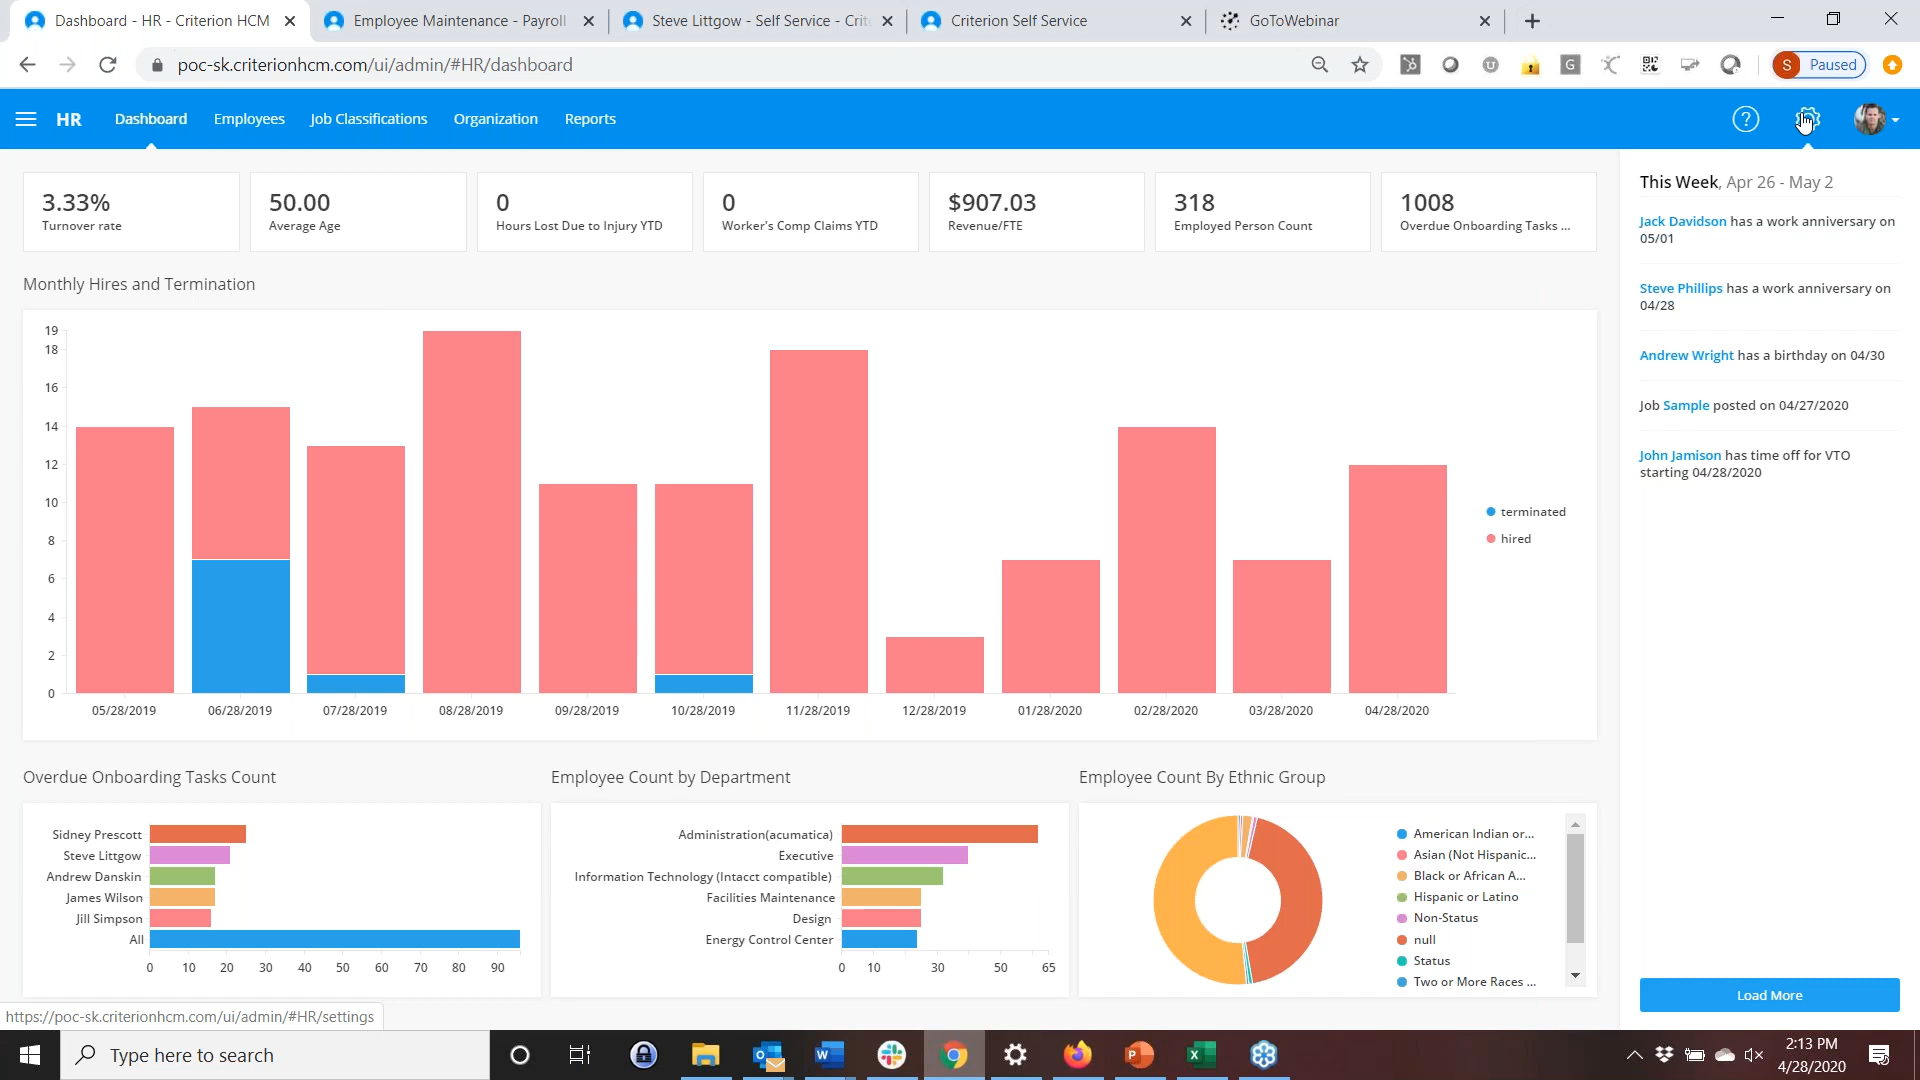 Dashboard - HR - Criterion HCM
Employee Maintenance - Payroll
Steve Littgow - Self Service - Crit
Criterion Self Service
GoToWebinar
poc-sk.criterionhcm.com/ui/admin/#HR/dashboard
S Paused
HR
Dashboard
Employees
Job Classifications
Organization
Reports
3.33%
Turnover rate
50.00
Average Age
0
Hours Lost Due to Injury YTD
0
Worker's Comp Claims YTD
$907.03
Revenue/FTE
318
Employed Person Count
1008
Overdue Onboarding Tasks ...
This Week, Apr 26 - May 2
Jack Davidson has a work anniversary on
05/01
Steve Phillips has a work anniversary on
04/28
Andrew Wright has a birthday on 04/30
Job Sample posted on 04/27/2020
John Jamison has time off for VTO
starting 04/28/2020
Load More
Monthly Hires and Termination
19
18
16
14
12
10
8
6
4
2
0
05/28/2019
06/28/2019
07/28/2019
08/28/2019
09/28/2019
10/28/2019
11/28/2019
12/28/2019
01/28/2020
02/28/2020
03/28/2020
04/28/2020
terminated
hired
Overdue Onboarding Tasks Count
Sidney Prescott
Steve Littgow
Andrew Danskin
James Wilson
Jill Simpson
All
0 10 20 30 40 50 60 70 80 90
Employee Count by Department
Administration(acumatica)
Executive
Information Technology (Intacct compatible)
Facilities Maintenance
Design
Energy Control Center
0 10 30 50 65
Employee Count By Ethnic Group
American Indian or...
Asian (Not Hispanic...
Black or African A...
Hispanic or Latino
Non-Status
null
Status
Two or More Races ...
https://poc-sk.criterionhcm.com/ui/admin/#HR/settings
Type here to search
2:13 PM
4/28/2020